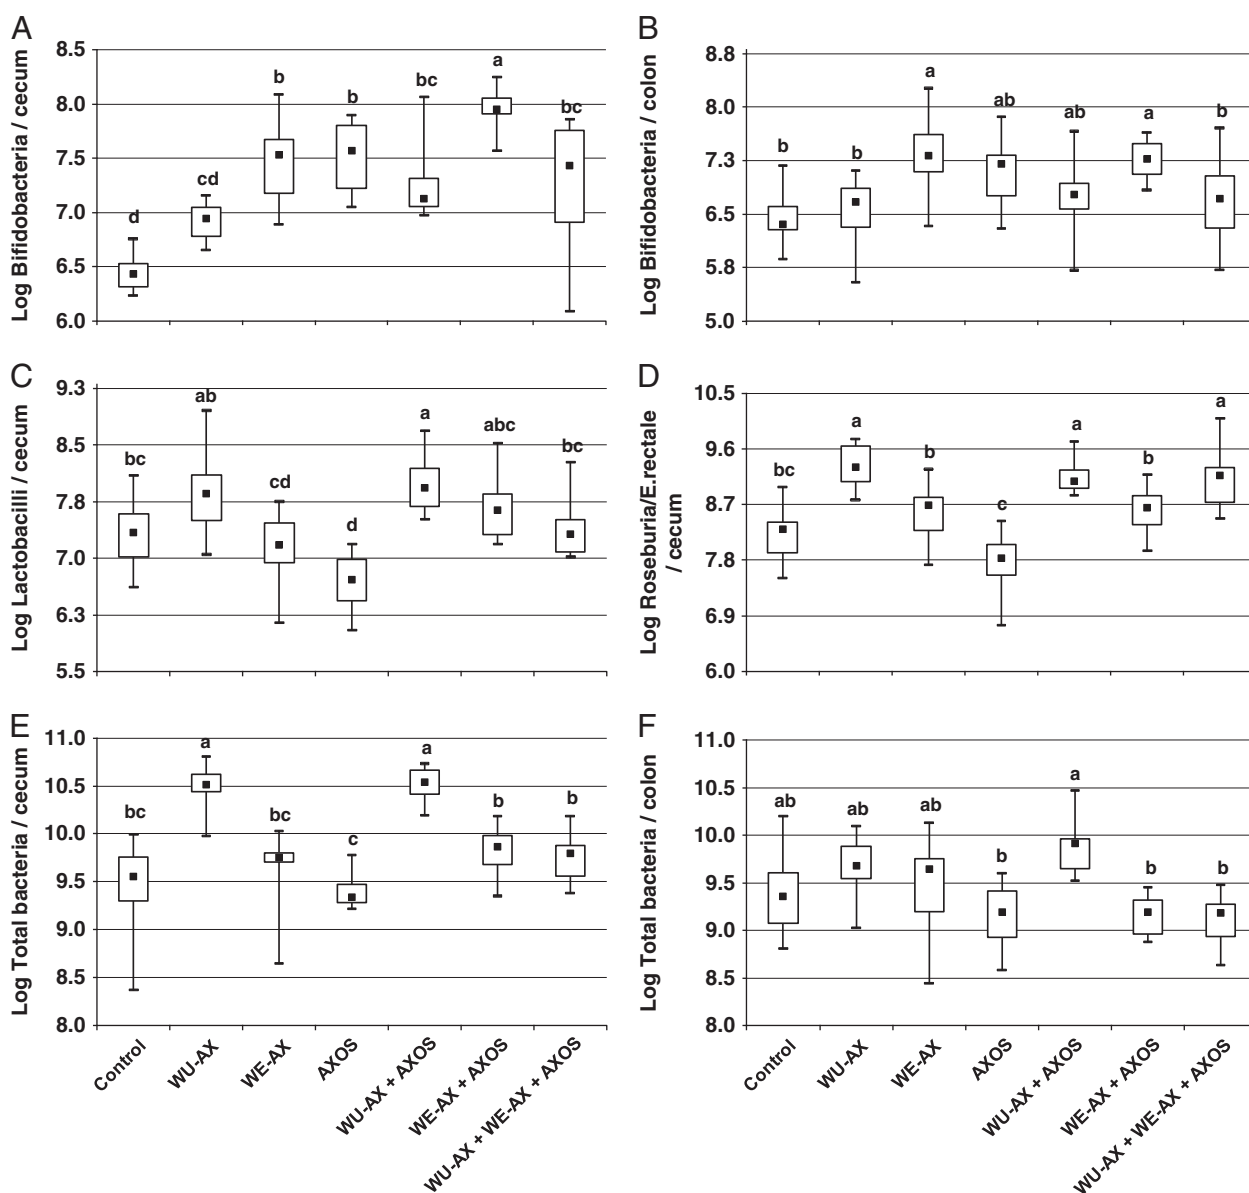 A
Log Bifidobacteria / cecum
8.5
8.0
7.5
7.0
6.5
6.0
d
cd
b
b
bc
a
bc
B
Log Bifidobacteria / colon
8.8
8.0
7.3
6.5
5.8
5.0
b
b
a
ab
ab
a
b
C
Log Lactobacilli / cecum
9.3
8.5
7.8
7.0
6.3
5.5
bc
ab
cd
d
a
abc
bc
D
Log Roseburia/E.rectale
/ cecum
10.5
9.6
8.7
7.8
6.9
6.0
bc
a
b
c
a
b
a
E
Log Total bacteria / cecum
11.0
10.5
10.0
9.5
9.0
8.5
8.0
bc
a
bc
c
a
b
b
Control
WU-AX
WE-AX
AXOS
WU-AX + AXOS
WE-AX + AXOS
WU-AX + WE-AX + AXOS
F
Log Total bacteria / colon
11.0
10.5
10.0
9.5
9.0
8.5
8.0
ab
ab
ab
b
a
b
b
Control
WU-AX
WE-AX
AXOS
WU-AX + AXOS
WE-AX + AXOS
WU-AX + WE-AX + AXOS